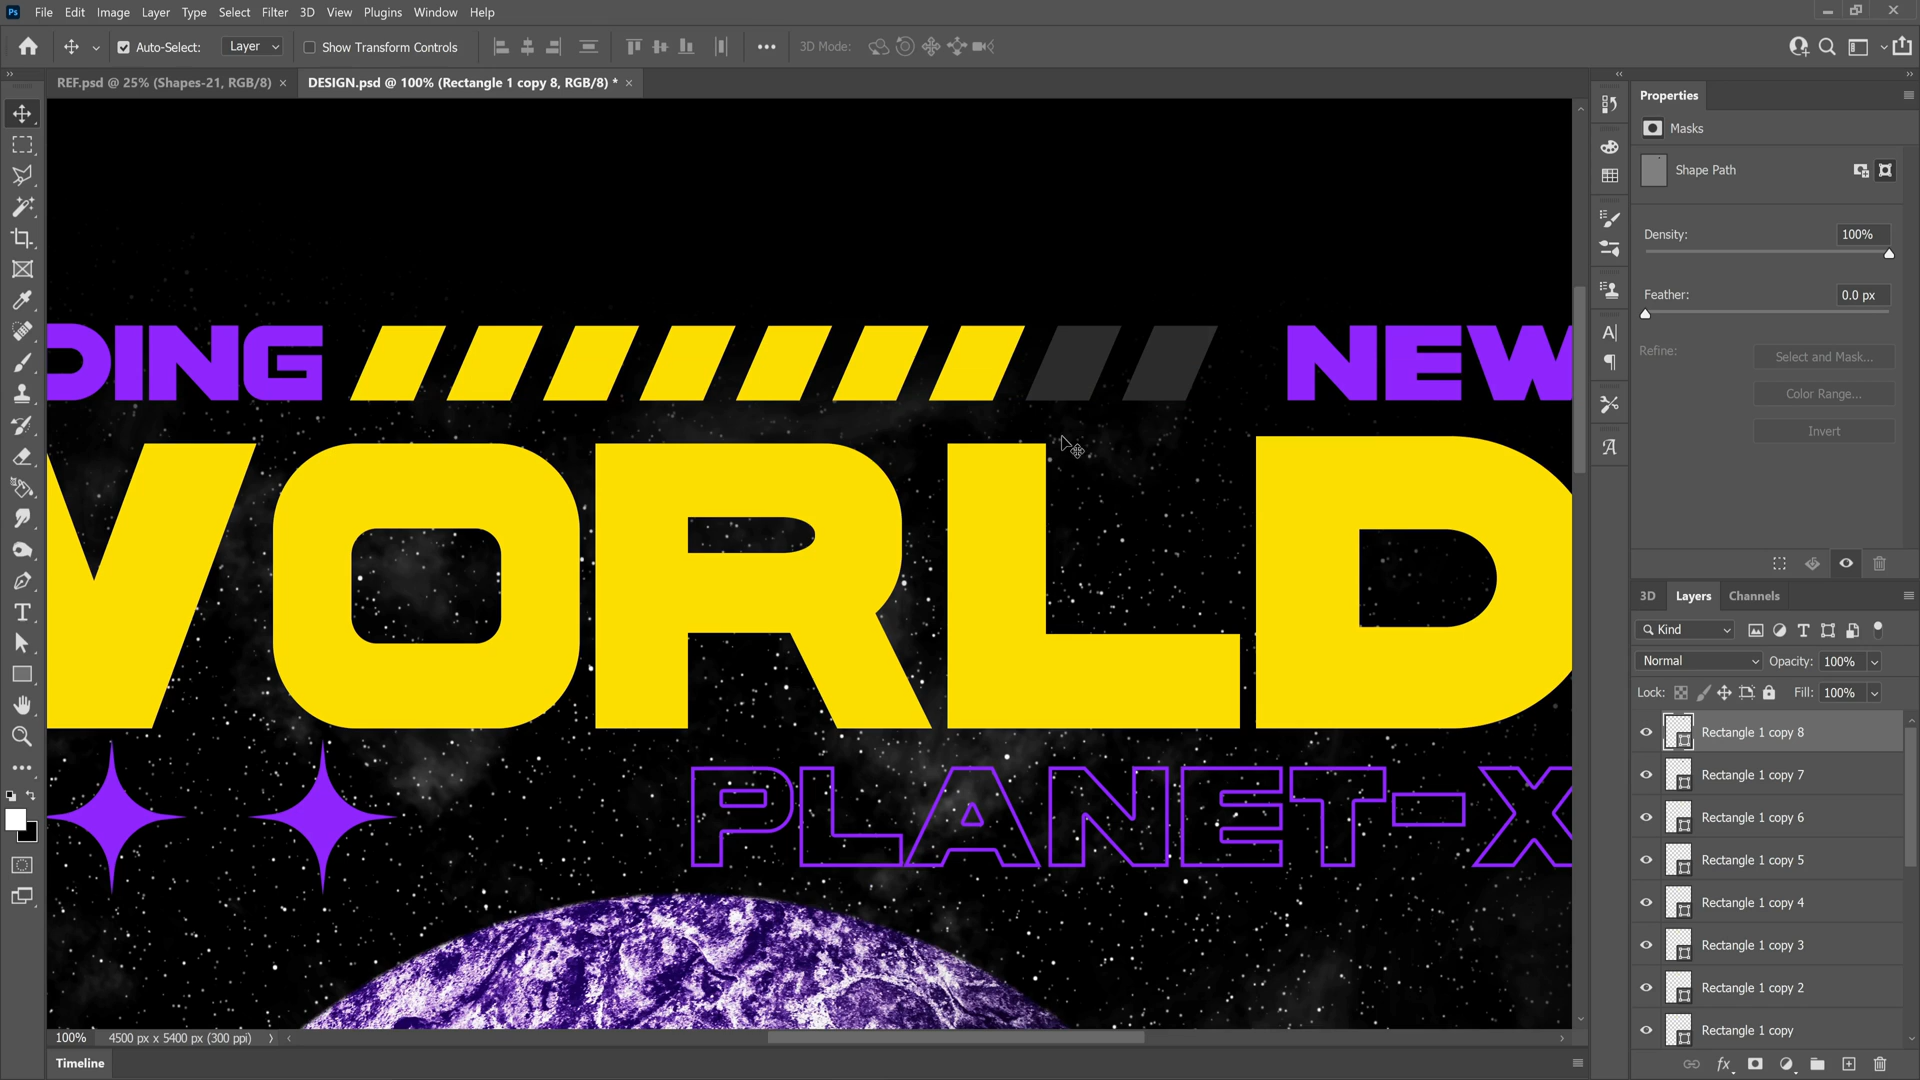 Ps File Edit Image Layer Type Select Filter 3D View Plugins Window Help
Auto-Select: Layer Show Transform Controls 3D Mode:
REF.psd @ 25% (Shapes-21, RGB/8) × DESIGN.psd @ 100% (Rectangle 1 copy 8, RGB/8) * ×
Properties
Masks
Shape Path
Density: 100%
Feather: 0.0 px
Refine: Select and Mask...
Color Range...
Invert
DING NEW
WORLD
PLANET-X
3D Layers Channels
Kind
Normal Opacity: 100%
Lock: Fill: 100%
Rectangle 1 copy 8
Rectangle 1 copy 7
Rectangle 1 copy 6
Rectangle 1 copy 5
Rectangle 1 copy 4
Rectangle 1 copy 3
Rectangle 1 copy 2
Rectangle 1 copy
fx
100% 4500 px x 5400 px (300 ppi)
Timeline